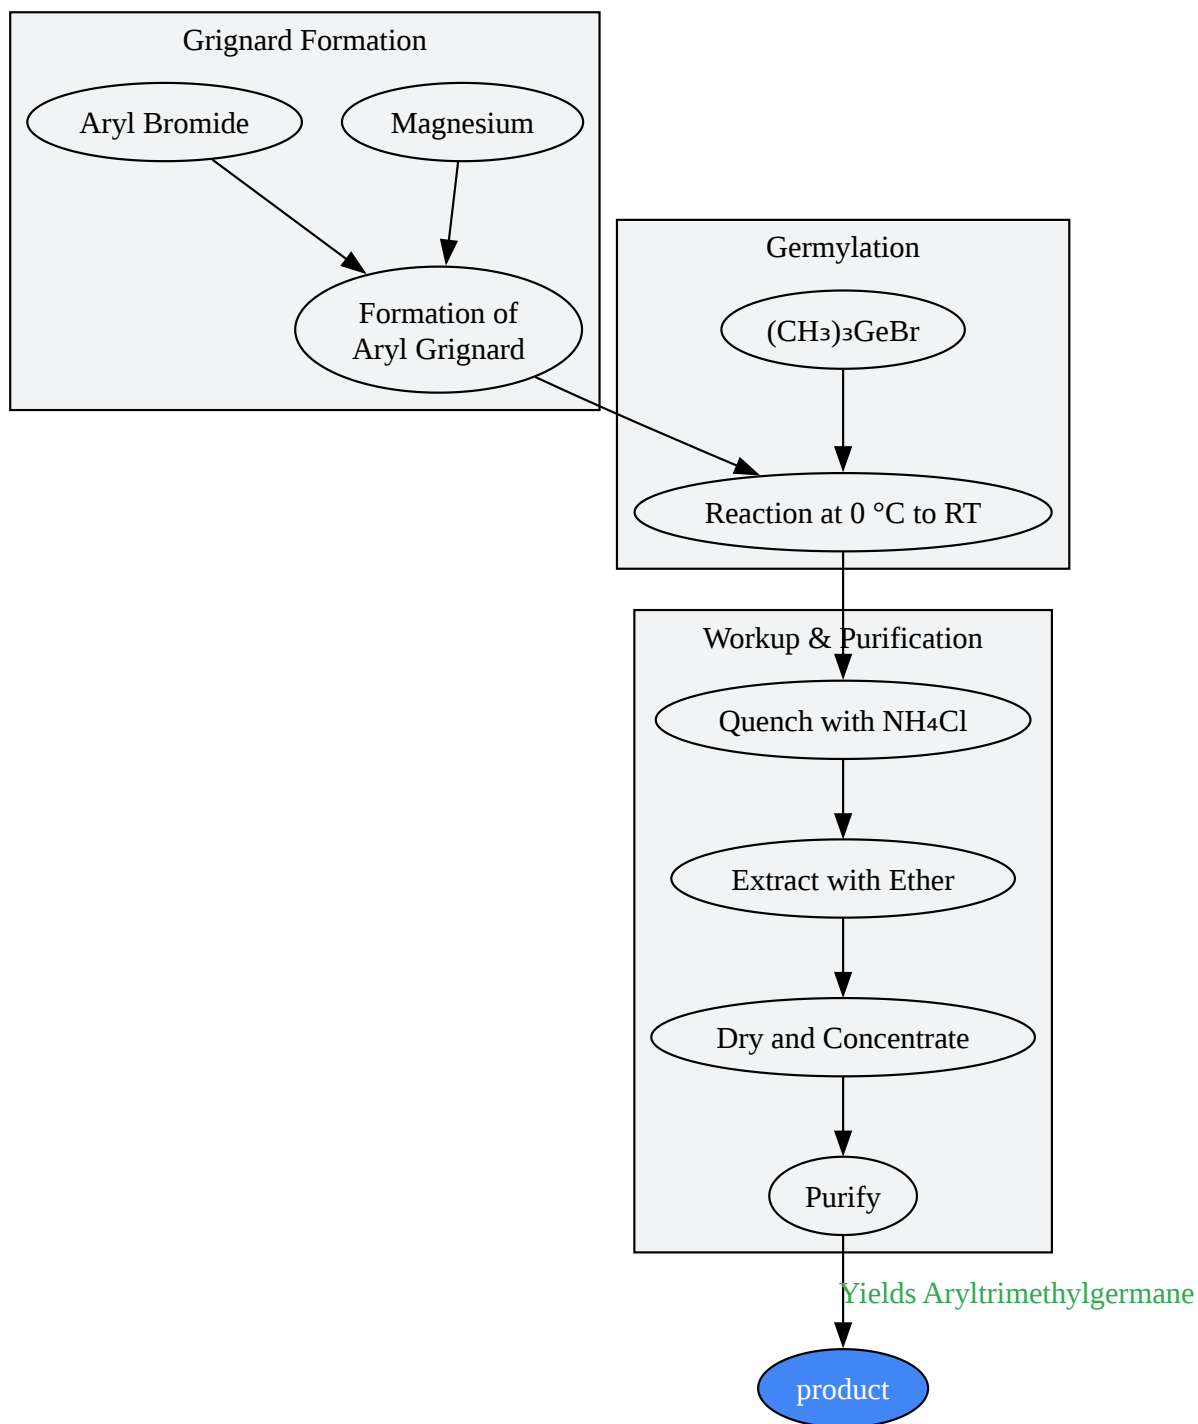 Grignard Formation
Aryl Bromide
Magnesium
Formation of
Aryl Grignard
Germylation
(CH₃)₃GeBr
Reaction at 0 °C to RT
Workup & Purification
Quench with NH₄Cl
Extract with Ether
Dry and Concentrate
Purify
Yields Aryltrimethylgermane
product